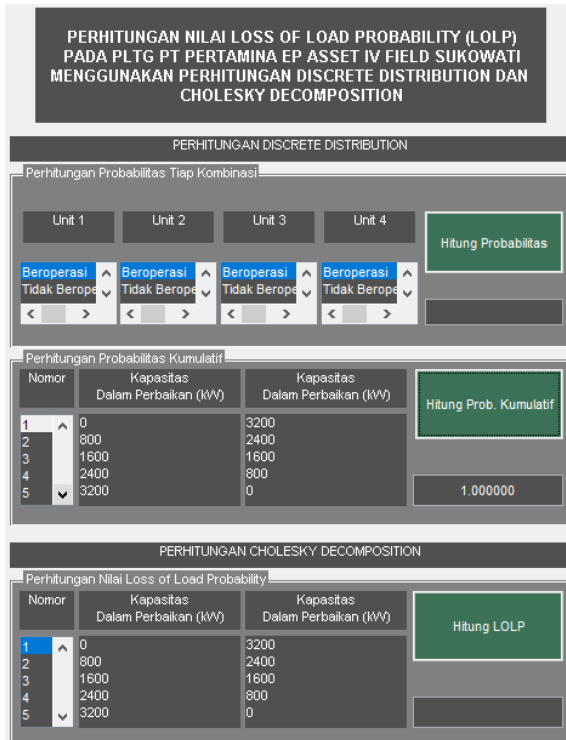 PERHITUNGAN NILAI LOSS OF LOAD PROBABILITY (LOLP)
PADA PLTG PT PERTAMINA EP ASSET IV FIELD SUKOWATI
MENGGUNAKAN PERHITUNGAN DISCRETE DISTRIBUTION DAN
CHOLESKY DECOMPOSITION
PERHITUNGAN DISCRETE DISTRIBUTION
Perhitungan Probabilitas Tiap Kombinasi
Unit 1 Unit 2 Unit 3 Unit 4
Hitung Probabilitas
Beroperasi Beroperasi Beroperasi Beroperasi
Tidak Berope Tidak Berope Tidak Berope Tidak Berope
Perhitungan Probabilitas Kumulatif
Nomor Kapasitas Kapasitas
Dalam Perbaikan (kW) Dalam Perbaikan (kW)
Hitung Prob. Kumulatif
1 0 3200
2 800 2400
3 1600 1600
4 2400 800
5 3200 0
1.000000
PERHITUNGAN CHOLESKY DECOMPOSITION
Perhitungan Nilai Loss of Load Probability
Nomor Kapasitas Kapasitas
Dalam Perbaikan (kW) Dalam Perbaikan (kW)
Hitung LOLP
1 0 3200
2 800 2400
3 1600 1600
4 2400 800
5 3200 0